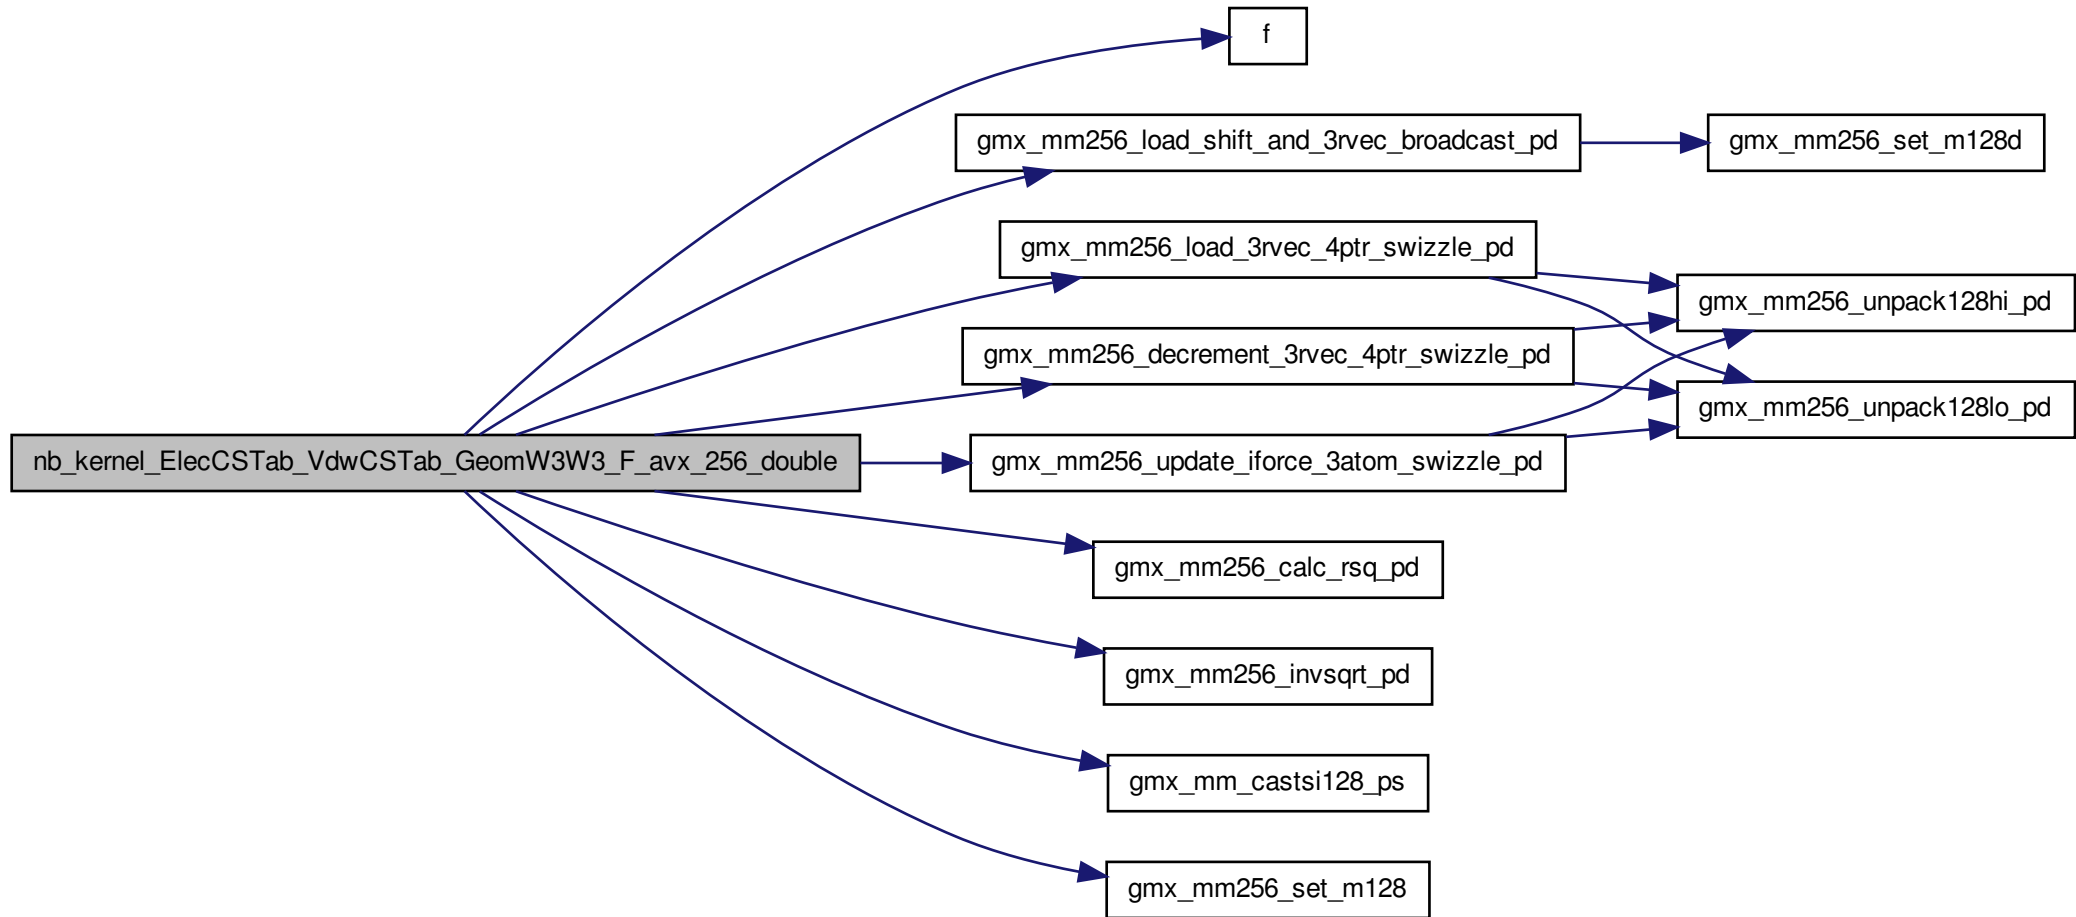 f
gmx_mm256_load_shift_and_3rvec_broadcast_pd
gmx_mm256_set_m128d
gmx_mm256_load_3rvec_4ptr_swizzle_pd
gmx_mm256_unpack128hi_pd
gmx_mm256_decrement_3rvec_4ptr_swizzle_pd
gmx_mm256_unpack128lo_pd
nb_kernel_ElecCSTab_VdwCSTab_GeomW3W3_F_avx_256_double
gmx_mm256_update_iforce_3atom_swizzle_pd
gmx_mm256_calc_rsq_pd
gmx_mm256_invsqrt_pd
gmx_mm_castsi128_ps
gmx_mm256_set_m128